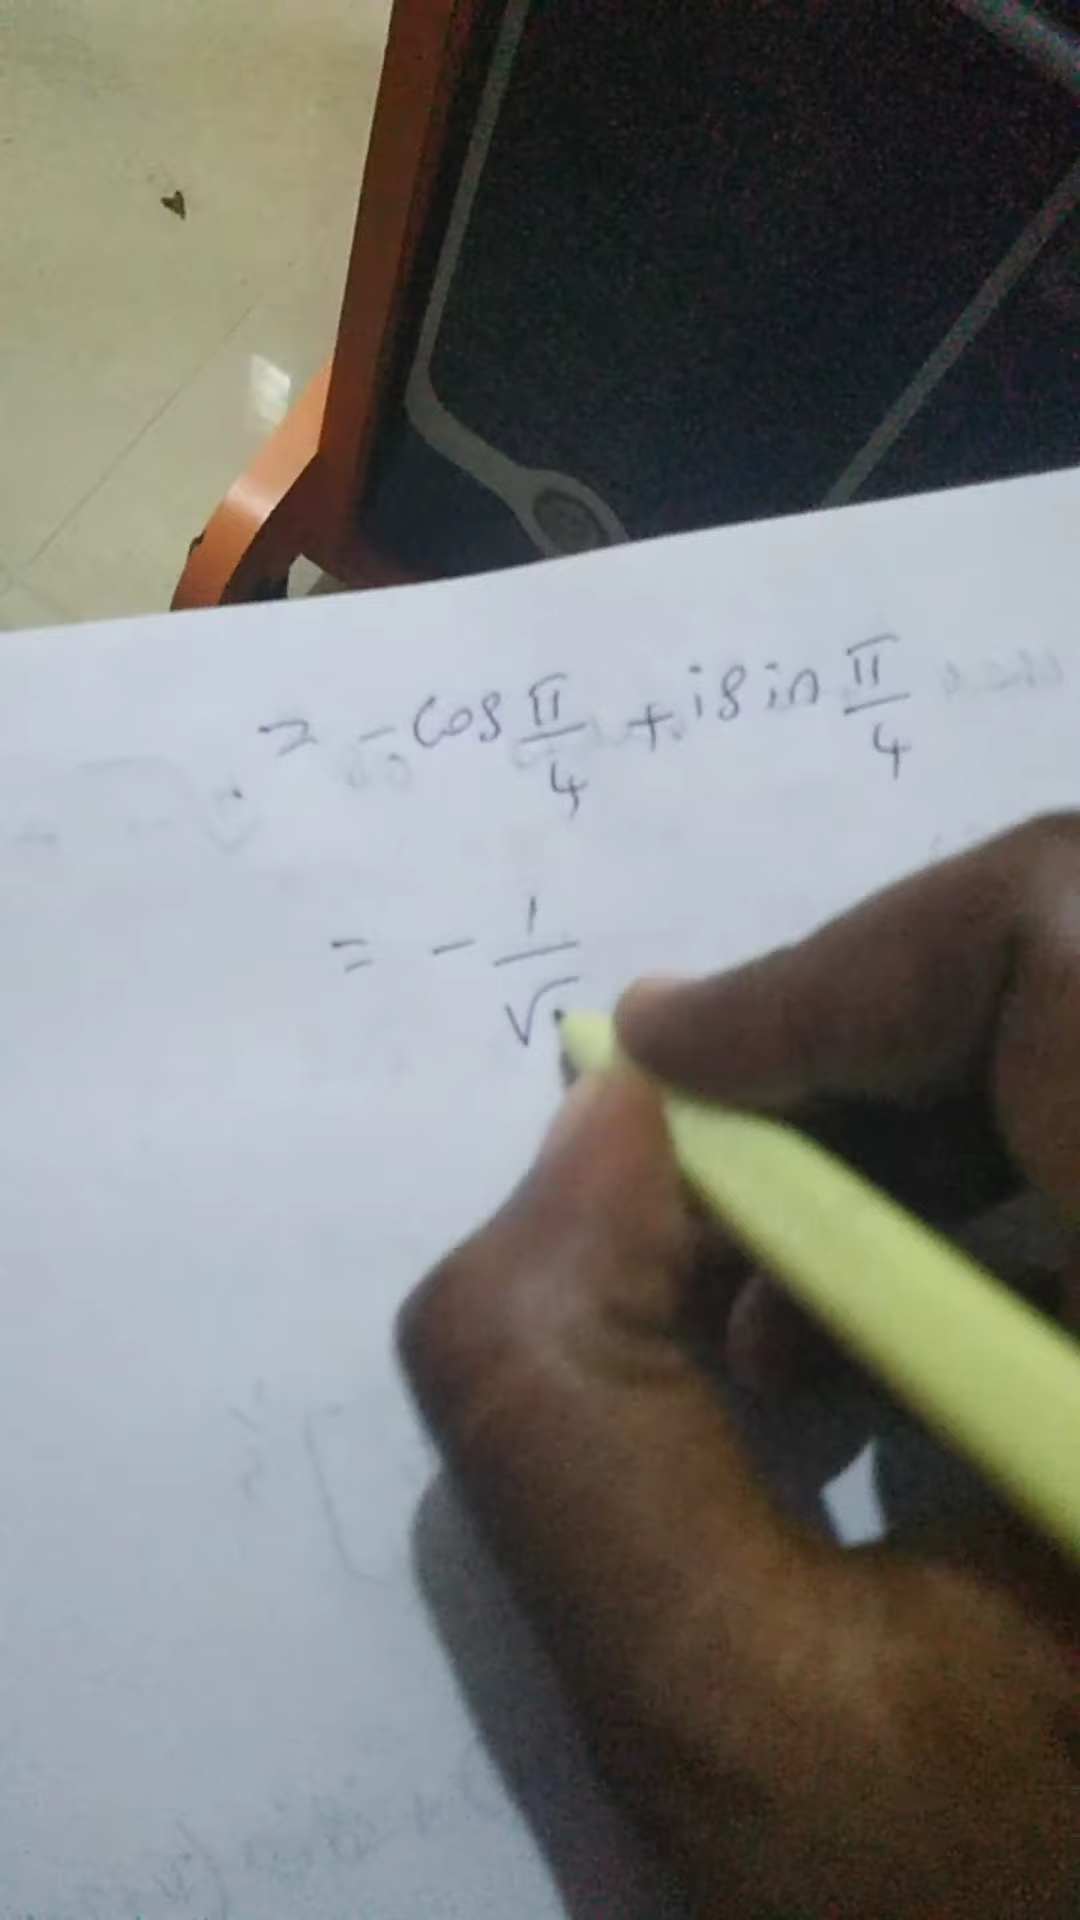 = - cos π/4 + i sin π/4
= - 1/√